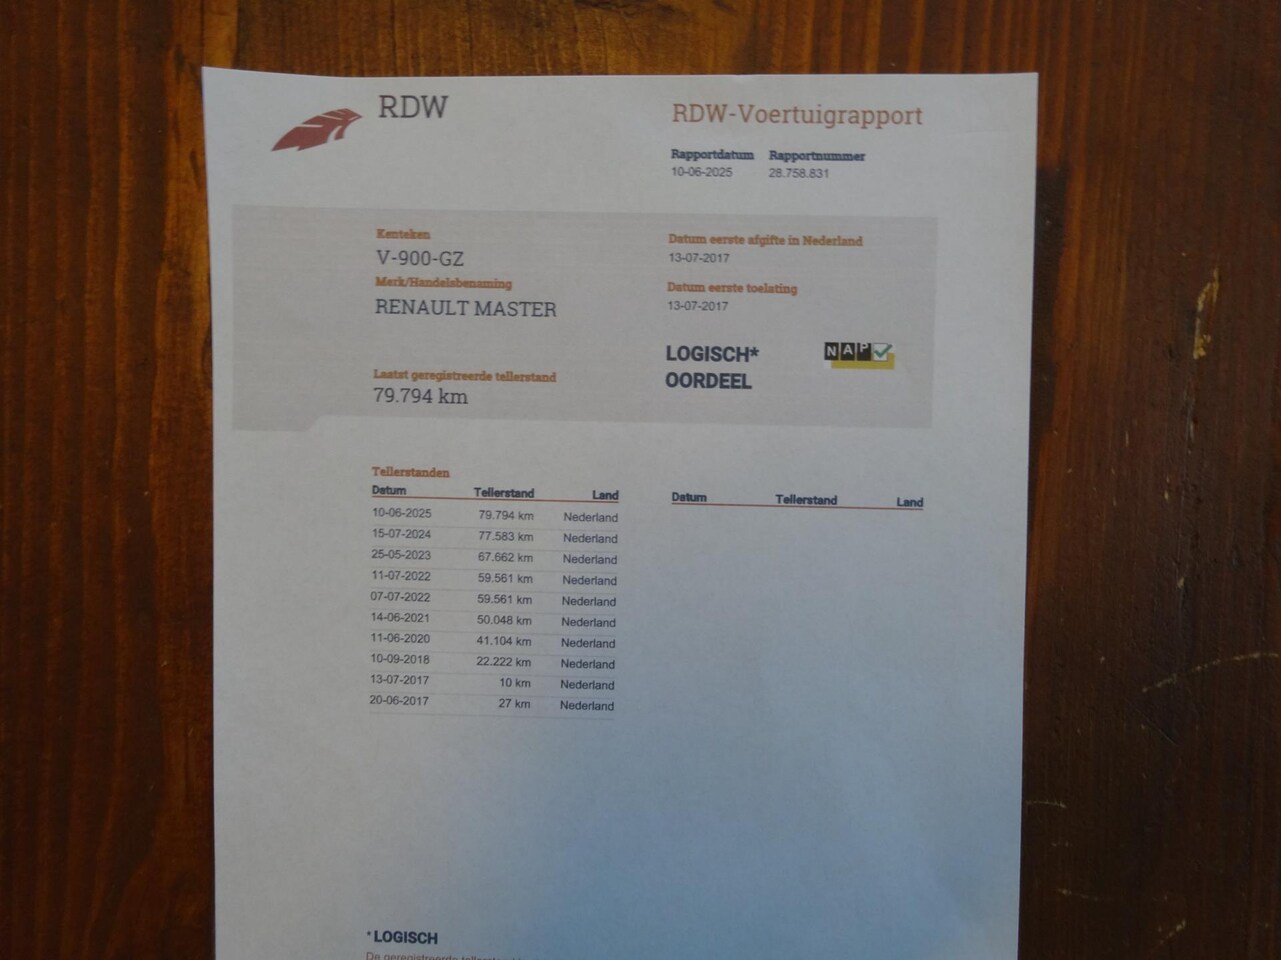 RDW
RDW-Voertuigrapport
Rapportdatum Rapportnummer
10-06-2025 28.758.831
Kenteken
V-900-GZ
Merk/Handelsbenaming
RENAULT MASTER
Laatst geregistreerde tellerstand
79.794 km
Datum eerste afgifte in Nederland
13-07-2017
Datum eerste toelating
13-07-2017
LOGISCH*
OORDEEL
NAP
Tellerstanden
Datum Tellerstand Land
10-06-2025 79.794 km Nederland
15-07-2024 77.583 km Nederland
25-05-2023 67.662 km Nederland
11-07-2022 59.561 km Nederland
07-07-2022 59.561 km Nederland
14-06-2021 50.048 km Nederland
11-06-2020 41.104 km Nederland
10-09-2018 22.222 km Nederland
13-07-2017 10 km Nederland
20-06-2017 27 km Nederland
Datum Tellerstand Land
*LOGISCH
De geregistreerde